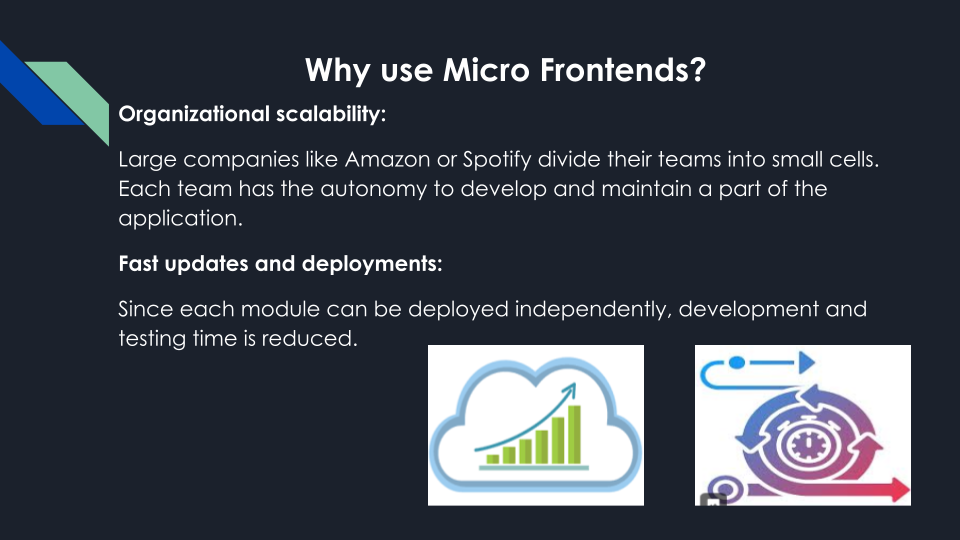 Why use Micro Frontends?
Organizational scalability:
Large companies like Amazon or Spotify divide their teams into small cells.
Each team has the autonomy to develop and maintain a part of the
application.
Fast updates and deployments:
Since each module can be deployed independently, development and
testing time is reduced.